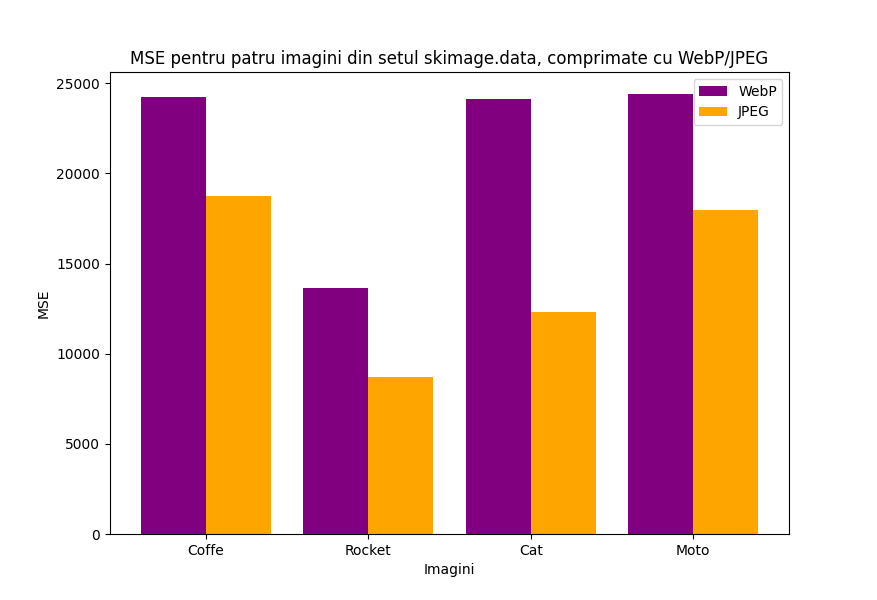 MSE pentru patru imagini din setul skimage.data, comprimate cu WebP/JPEG
WebP
JPEG
MSE
25000
20000
15000
10000
5000
0
Coffe Rocket Cat Moto
Imagini